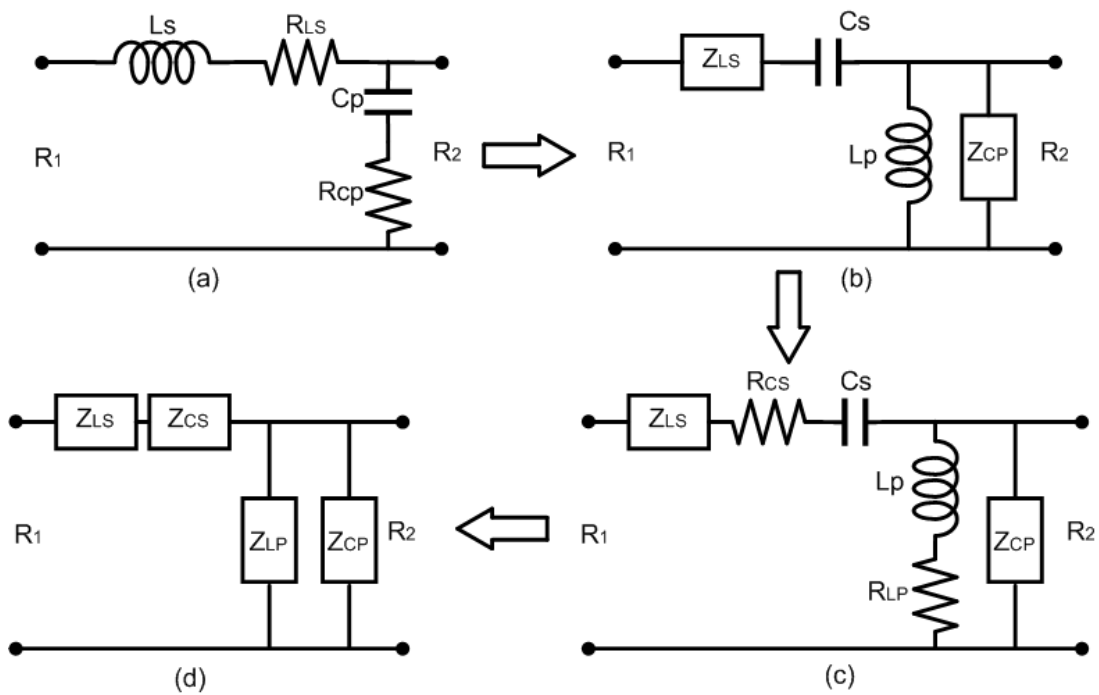 Ls
RLS
Cp
R1
R2
Rcp
(a)
Cs
ZLS
R1
Lp
ZCP
R2
(b)
RCS
Cs
ZLS
Lp
R1
ZCP
R2
RLP
(c)
ZLS
ZCS
R1
ZLP
ZCP
R2
(d)